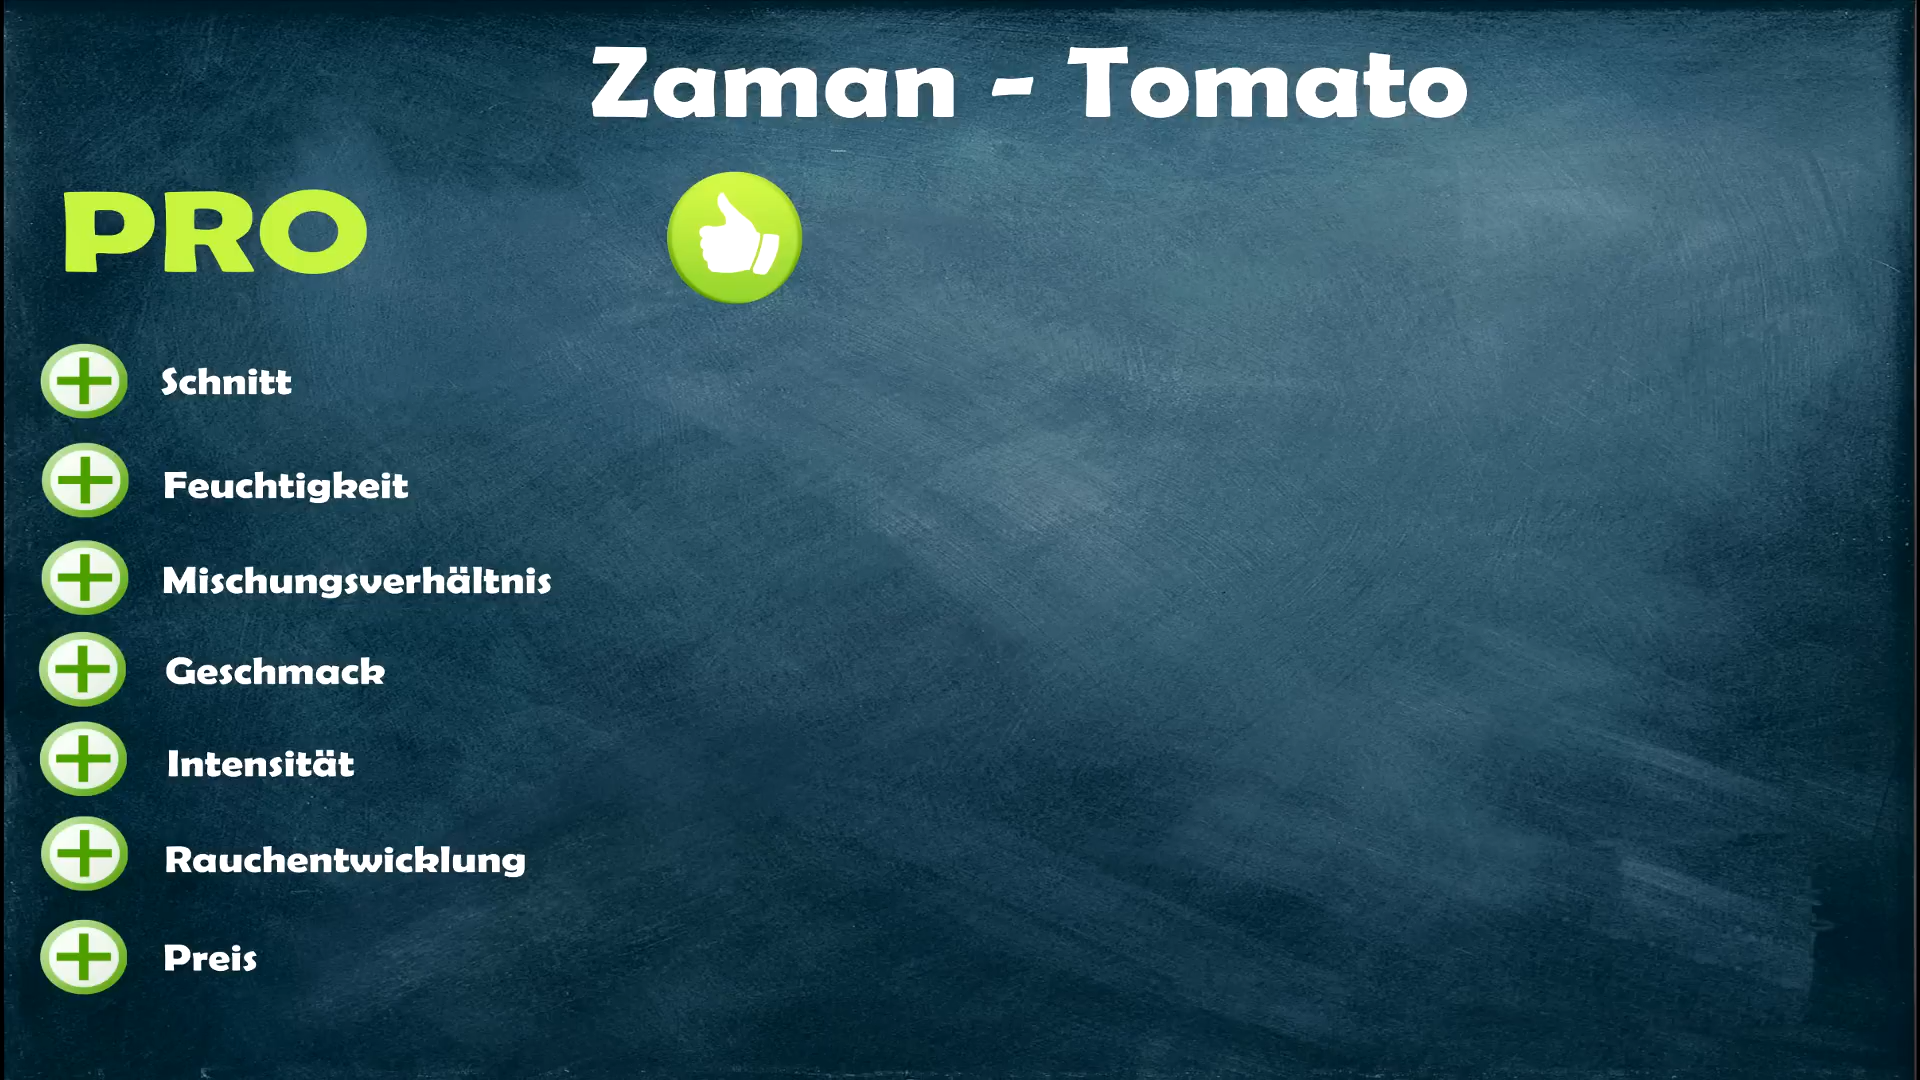 Zaman - Tomato
PRO
Schnitt
Feuchtigkeit
Mischungsverhältnis
Geschmack
Intensität
Rauchentwicklung
Preis